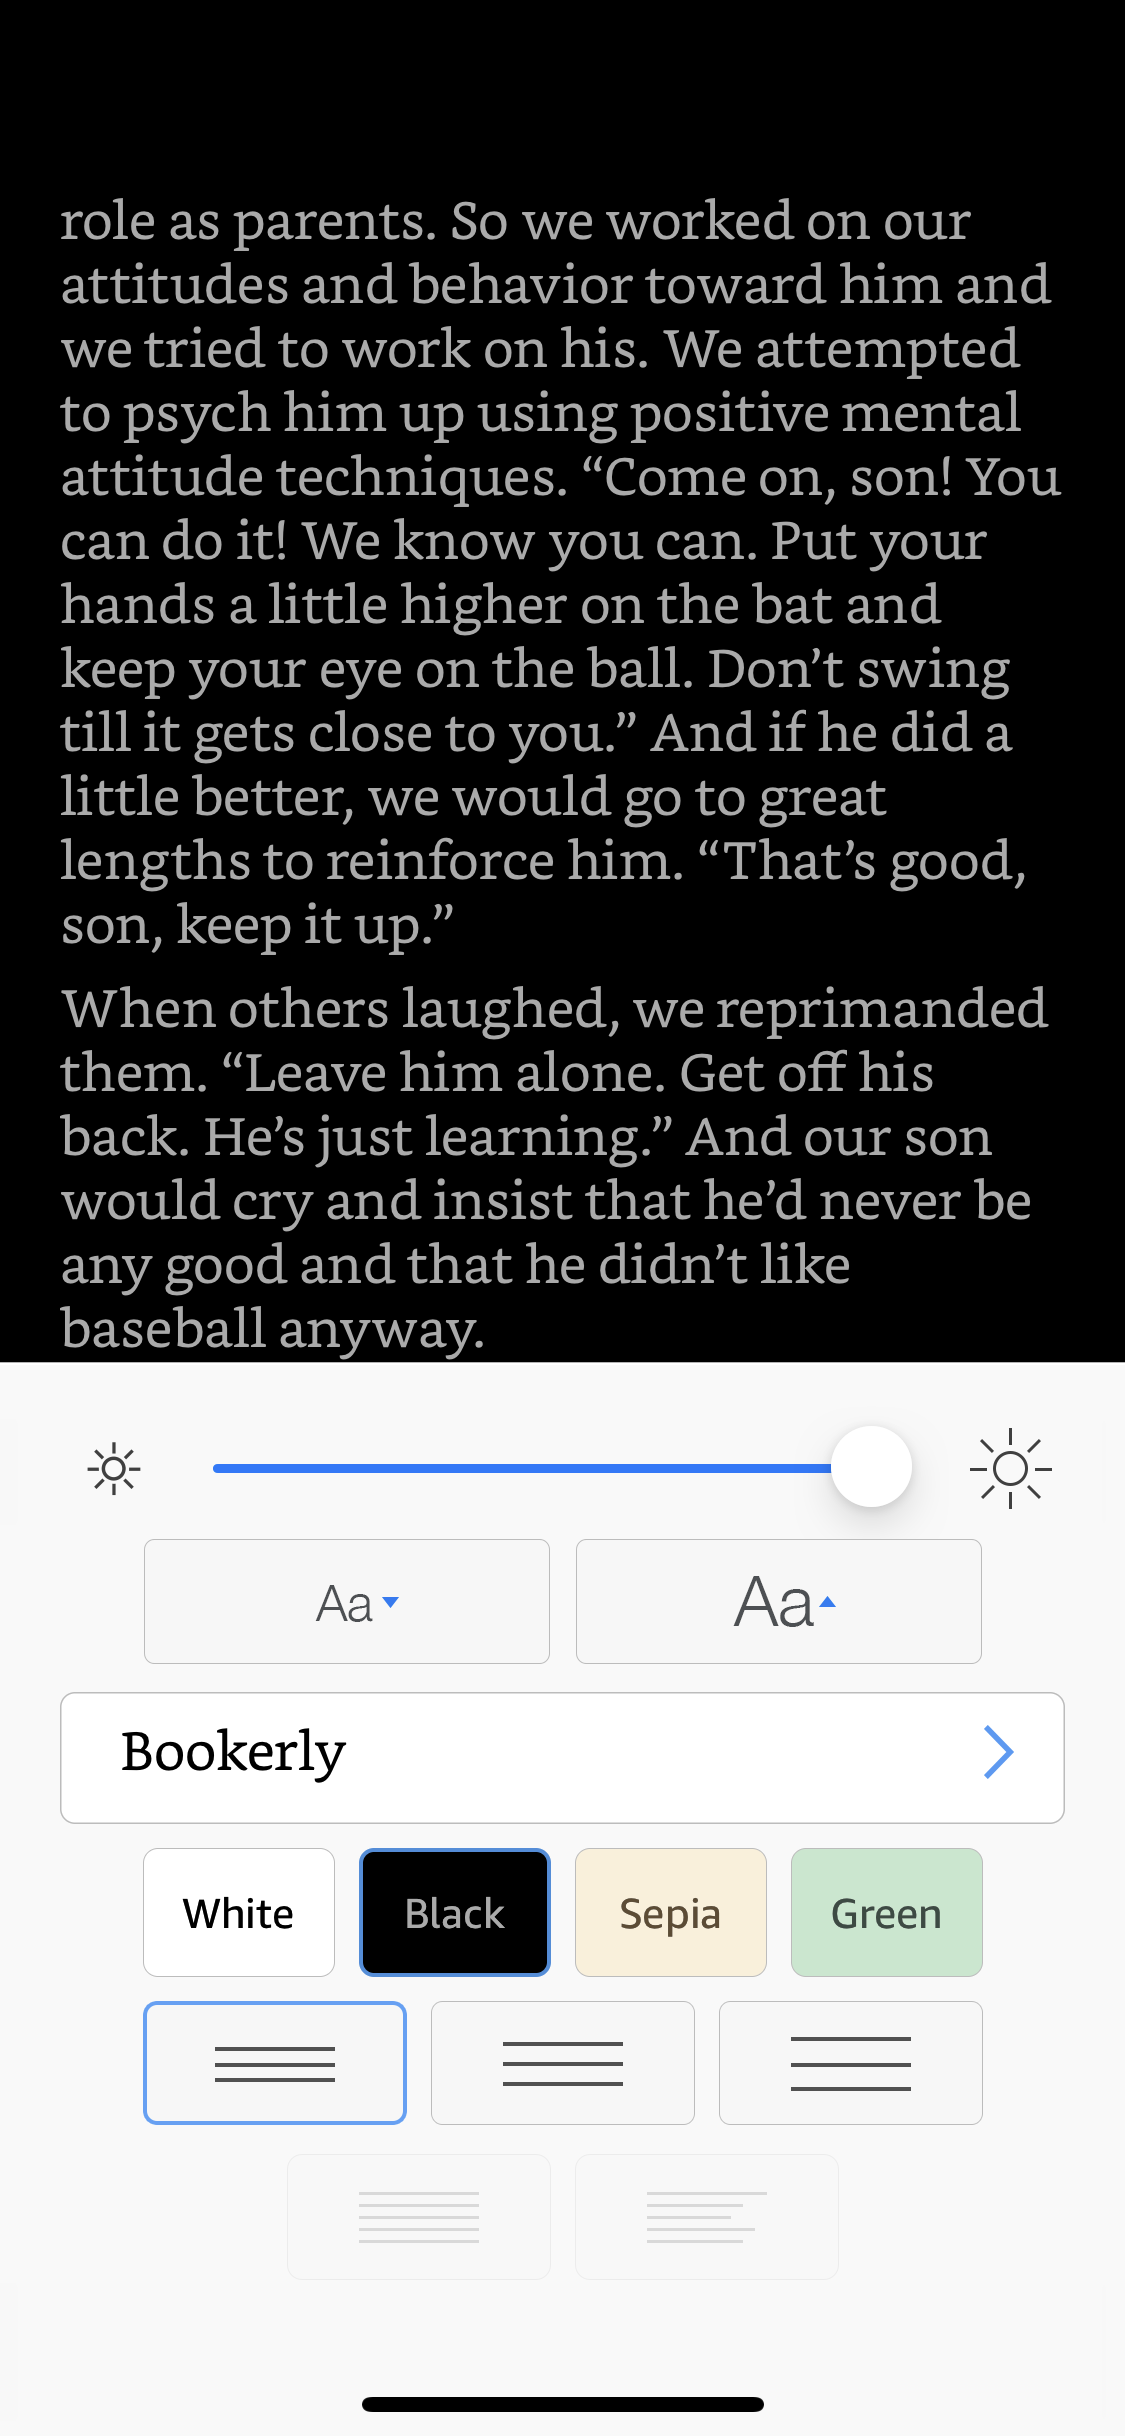 role as parents. So we worked on our
attitudes and behavior toward him and
we tried to work on his. We attempted
to psych him up using positive mental
attitude techniques. “Come on, son! You
can do it! We know you can. Put your
hands a little higher on the bat and
keep your eye on the ball. Don’t swing
till it gets close to you.” And if he did a
little better, we would go to great
lengths to reinforce him. “That’s good,
son, keep it up.”
When others laughed, we reprimanded
them. “Leave him alone. Get off his
back. He’s just learning.” And our son
would cry and insist that he’d never be
any good and that he didn’t like
baseball anyway.
Aa Aa
Bookerly
White Black Sepia Green